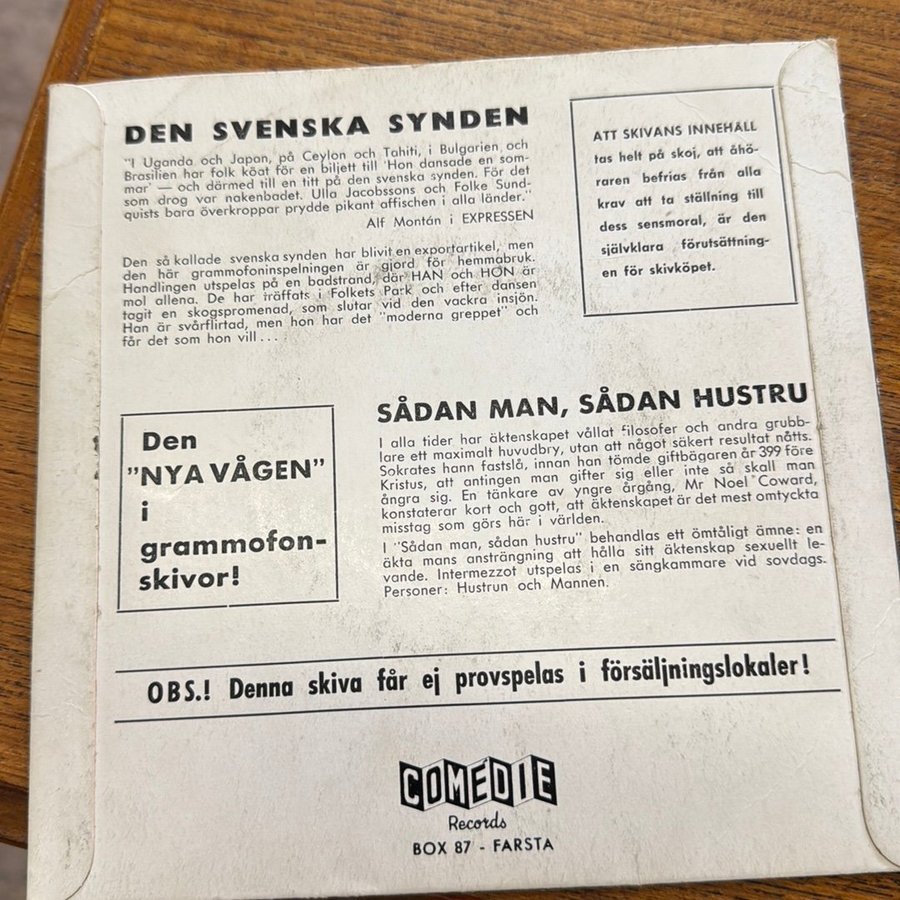 DEN SVENSKA SYNDEN
"I Uganda och Japan, på Ceylon och Tahiti, i Bulgarien och
Brasilien har folk köat för en biljett till 'Hon dansade en som-
mar' — och därmed till en titt på den svenska synden. För det
som drog var nakenbadet. Ulla Jacobssons och Folke Sund-
quists bara överkroppar prydde pikant affischen i alla länder."
Alf Montán i EXPRESSEN
Den så kallade svenska synden har blivit en exportartikel, men
den här grammofoninspelningen är gjord för hemmabruk.
Handlingen utspelas på en badstrand, där HAN och HON är
mol allena. De har träffats i Folkets Park och efter dansen
tagit en skogspromenad, som slutar vid den vackra insjön.
Han är svårflirtad, men hon har det "moderna greppet" och
får det som hon vill...
ATT SKIVANS INNEHÅLL
tas helt på skoj, att åhö-
raren befrias från alla
krav att ta ställning till
dess sensmoral, är den
självklara förutsättning-
en för skivköpet.
Den
"NYA VÅGEN"
i
grammofon-
skivor!
SÅDAN MAN, SÅDAN HUSTRU
I alla tider har äktenskapet vållat filosofer och andra grubb-
lare ett maximalt huvudbry, utan att något säkert resultat nåtts.
Sokrates hann fastslå, innan han tömde giftbägaren år 399 före
Kristus, att antingen man gifter sig eller inte så skall man
ångra sig. En tänkare av yngre årgång, Mr Noel Coward,
konstaterar kort och gott, att äktenskapet är det mest omtyckta
misstag som görs här i världen.
I "Sådan man, sådan hustru" behandlas ett ömtåligt ämne: en
äkta mans ansträngning att hålla sitt äktenskap sexuellt le-
vande. Intermezzot utspelas i en sängkammare vid sovdags.
Personer: Hustrun och Mannen.
OBS.! Denna skiva får ej provspelas i försäljningslokaler!
COMEDIE
Records
BOX 87 - FARSTA